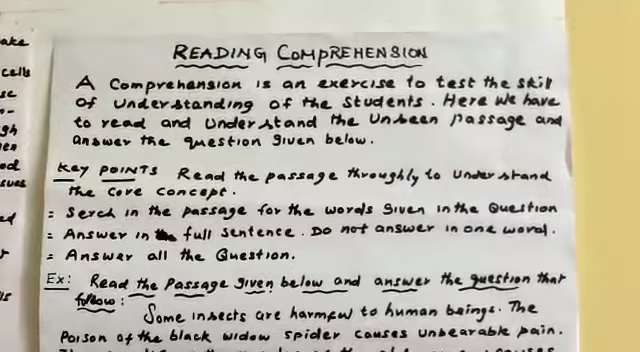 ake
cells
READING COMPREHENSION
A Comprehension is an exercise to test the skill
of understanding of the students. Here we have
to read and understand the Unseen passage and
answer the question given below.
KEY POINTS Read the passage throughly to understand
the core concept.
= Serch in the passage for the words given in the Question
= Answer in full sentence. Do not answer in one word.
= Answer all the Question.
Ex: Read the passage given below and answer the question that
follow:
Some insects are harmful to human beings. The
Poison of the black widow spider causes unbearable pain.